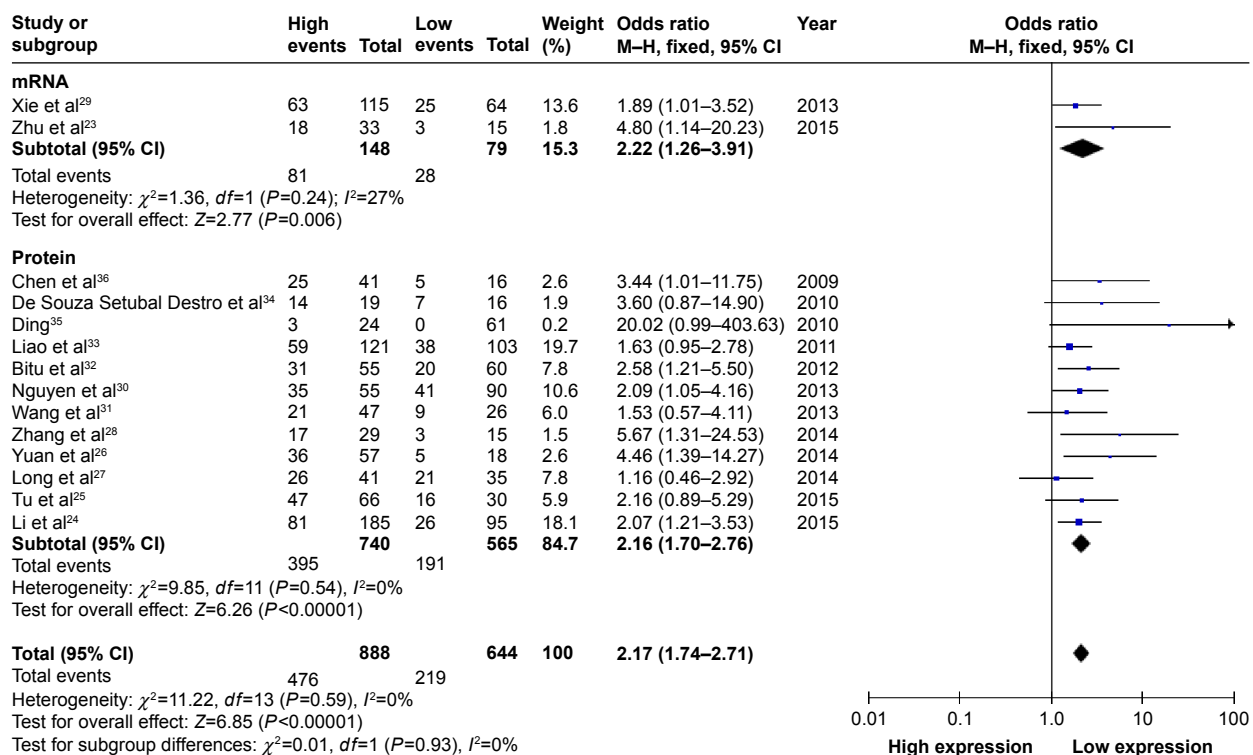 Study or subgroup High events Total Low events Total Weight (%) Odds ratio M–H, fixed, 95% CI Year Odds ratio M–H, fixed, 95% CI
mRNA
Xie et al29 63 115 25 64 13.6 1.89 (1.01–3.52) 2013
Zhu et al23 18 33 3 15 1.8 4.80 (1.14–20.23) 2015
Subtotal (95% CI) 148 79 15.3 2.22 (1.26–3.91)
Total events 81 28
Heterogeneity: χ2=1.36, df=1 (P=0.24); I2=27%
Test for overall effect: Z=2.77 (P=0.006)
Protein
Chen et al36 25 41 5 16 2.6 3.44 (1.01–11.75) 2009
De Souza Setubal Destro et al34 14 19 7 16 1.9 3.60 (0.87–14.90) 2010
Ding35 3 24 0 61 0.2 20.02 (0.99–403.63) 2010
Liao et al33 59 121 38 103 19.7 1.63 (0.95–2.78) 2011
Bitu et al32 31 55 20 60 7.8 2.58 (1.21–5.50) 2012
Nguyen et al30 35 55 41 90 10.6 2.09 (1.05–4.16) 2013
Wang et al31 21 47 9 26 6.0 1.53 (0.57–4.11) 2013
Zhang et al28 17 29 3 15 1.5 5.67 (1.31–24.53) 2014
Yuan et al26 36 57 5 18 2.6 4.46 (1.39–14.27) 2014
Long et al27 26 41 21 35 7.8 1.16 (0.46–2.92) 2014
Tu et al25 47 66 16 30 5.9 2.16 (0.89–5.29) 2015
Li et al24 81 185 26 95 18.1 2.07 (1.21–3.53) 2015
Subtotal (95% CI) 740 565 84.7 2.16 (1.70–2.76)
Total events 395 191
Heterogeneity: χ2=9.85, df=11 (P=0.54), I2=0%
Test for overall effect: Z=6.26 (P<0.00001)
Total (95% CI) 888 644 100 2.17 (1.74–2.71)
Total events 476 219
Heterogeneity: χ2=11.22, df=13 (P=0.59), I2=0%
Test for overall effect: Z=6.85 (P<0.00001)
Test for subgroup differences: χ2=0.01, df=1 (P=0.93), I2=0%
0.01 0.1 1.0 10 100
High expression Low expression